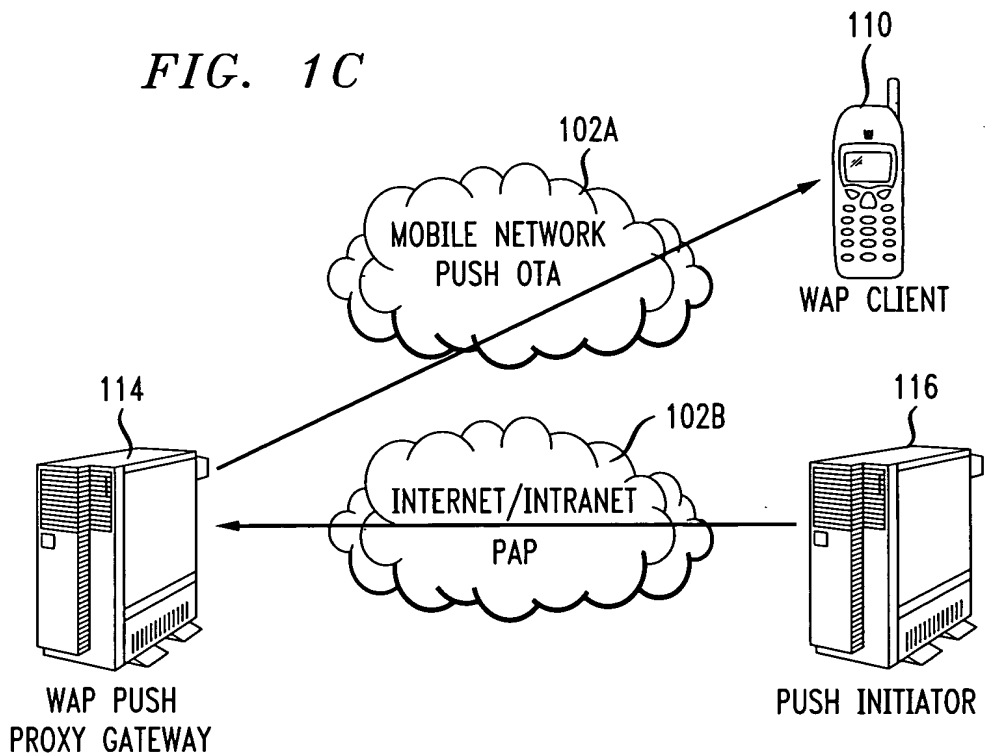 FIG. 1C
110
102A
MOBILE NETWORK
PUSH OTA
WAP CLIENT
114
116
102B
INTERNET/INTRANET
PAP
WAP PUSH
PROXY GATEWAY
PUSH INITIATOR